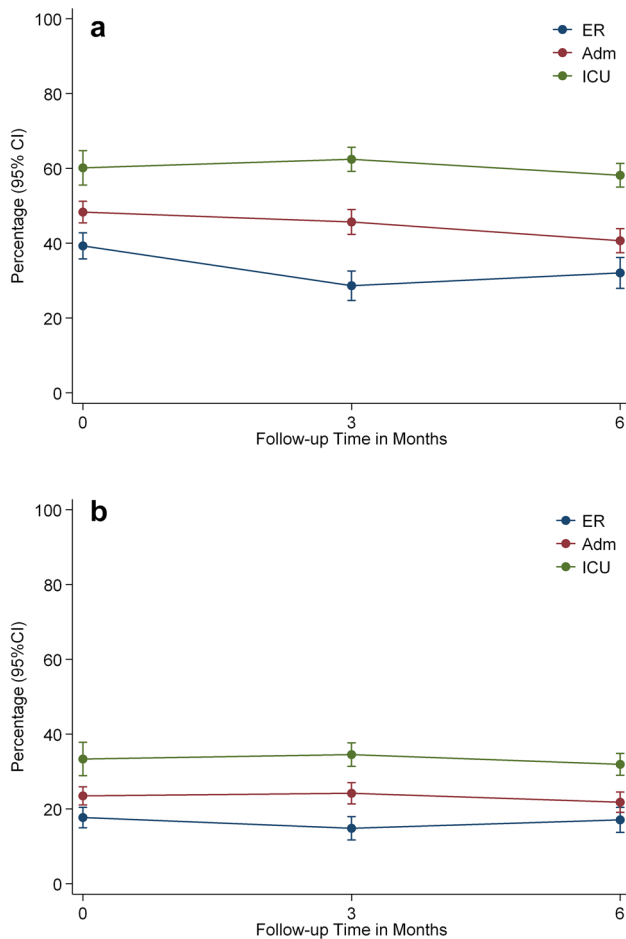 a
ER
Adm
ICU
100
80
60
40
20
0
Percentage (95% CI)
0 3 6
Follow-up Time in Months
b
ER
Adm
ICU
100
80
60
40
20
0
Percentage (95%CI)
0 3 6
Follow-up Time in Months